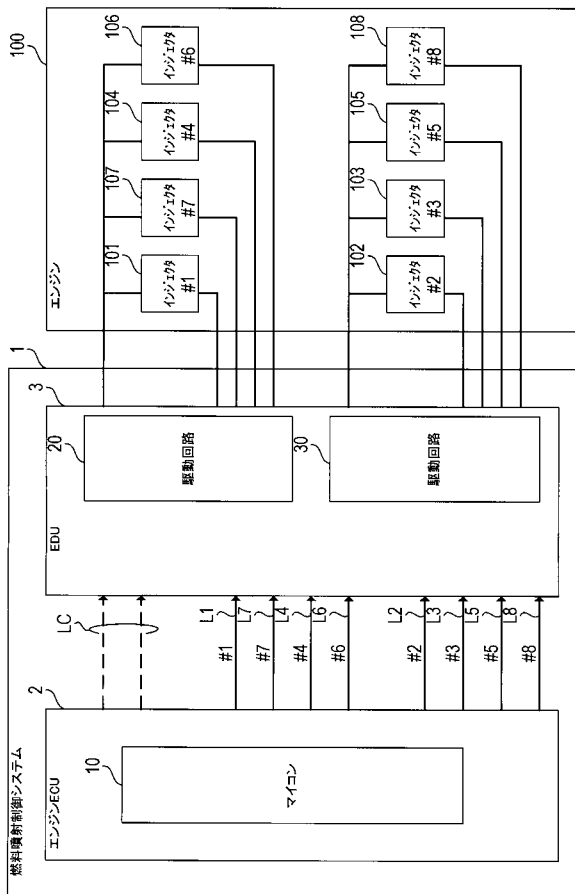 燃料噴射制御システム
1
エンジンECU
2
マイコン
10
LC
#1
L1
#7
L7
#4
L4
#6
L6
#2
L2
#3
L3
#5
L5
#8
L8
EDU
3
駆動回路
20
駆動回路
30
エンジン
100
インジェクタ
#1
101
インジェクタ
#7
107
インジェクタ
#4
104
インジェクタ
#6
106
インジェクタ
#2
102
インジェクタ
#3
103
インジェクタ
#5
105
インジェクタ
#8
108